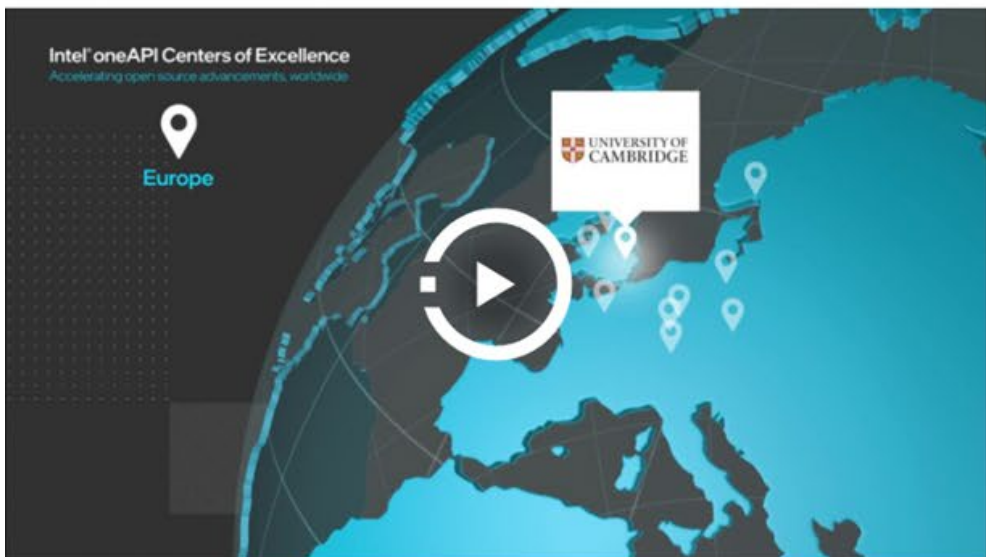 Intel® oneAPI Centers of Excellence
Accelerating open source advancements, worldwide
Europe
UNIVERSITY OF
CAMBRIDGE